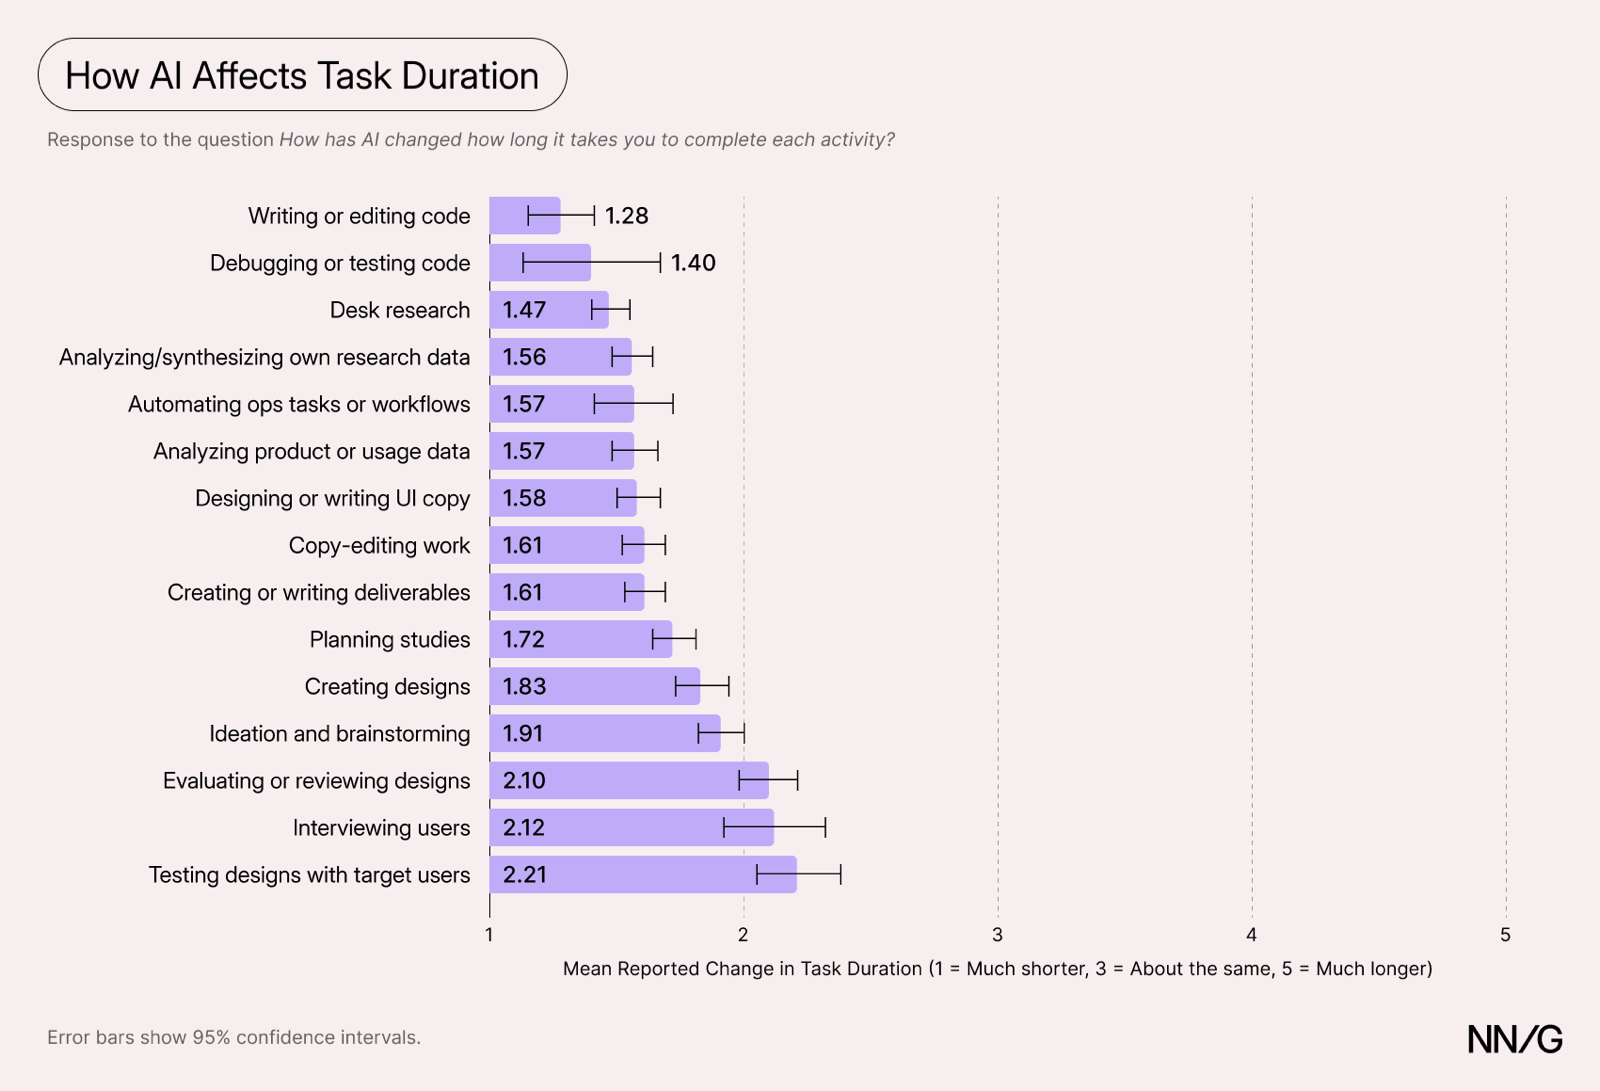 How AI Affects Task Duration
Response to the question How has AI changed how long it takes you to complete each activity?
Writing or editing code 1.28
Debugging or testing code 1.40
Desk research 1.47
Analyzing/synthesizing own research data 1.56
Automating ops tasks or workflows 1.57
Analyzing product or usage data 1.57
Designing or writing UI copy 1.58
Copy-editing work 1.61
Creating or writing deliverables 1.61
Planning studies 1.72
Creating designs 1.83
Ideation and brainstorming 1.91
Evaluating or reviewing designs 2.10
Interviewing users 2.12
Testing designs with target users 2.21
1 2 3 4 5
Mean Reported Change in Task Duration (1 = Much shorter, 3 = About the same, 5 = Much longer)
Error bars show 95% confidence intervals.
NN/G